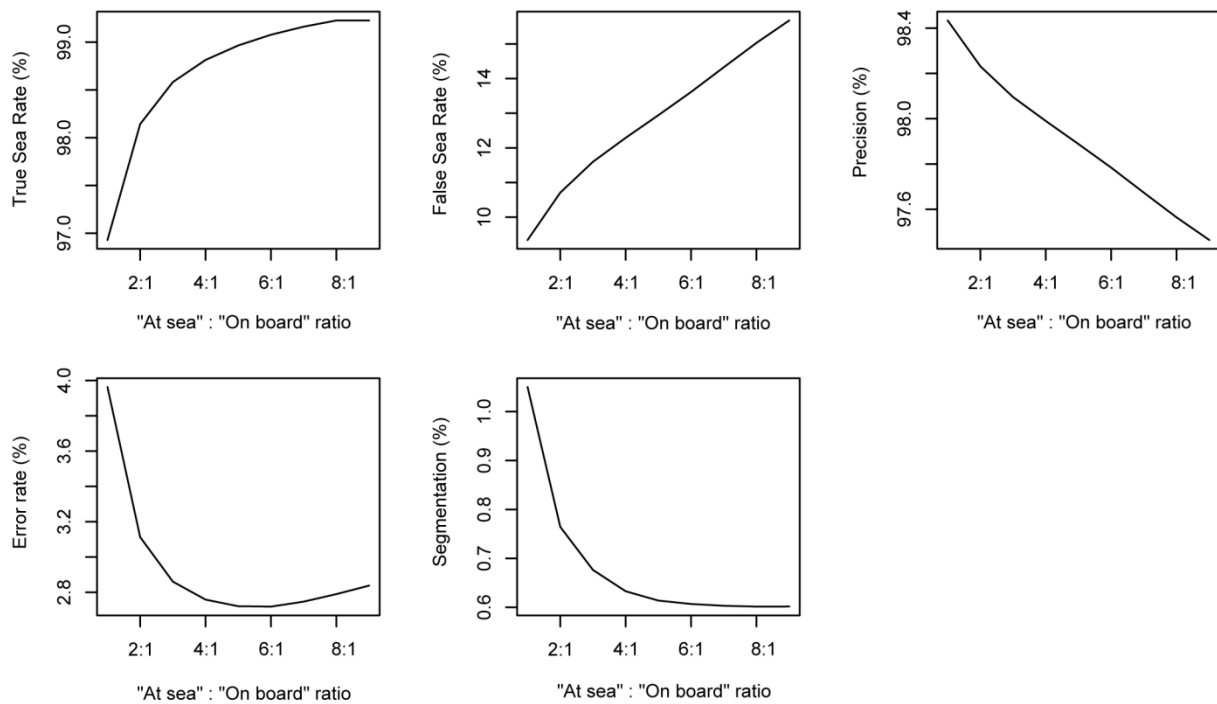 True Sea Rate (%)
99.0
98.0
97.0
2:1 4:1 6:1 8:1
"At sea" : "On board" ratio
False Sea Rate (%)
14
12
10
2:1 4:1 6:1 8:1
"At sea" : "On board" ratio
Precision (%)
98.4
98.0
97.6
2:1 4:1 6:1 8:1
"At sea" : "On board" ratio
Error rate (%)
4.0
3.6
3.2
2.8
2:1 4:1 6:1 8:1
"At sea" : "On board" ratio
Segmentation (%)
1.0
0.9
0.8
0.7
0.6
2:1 4:1 6:1 8:1
"At sea" : "On board" ratio